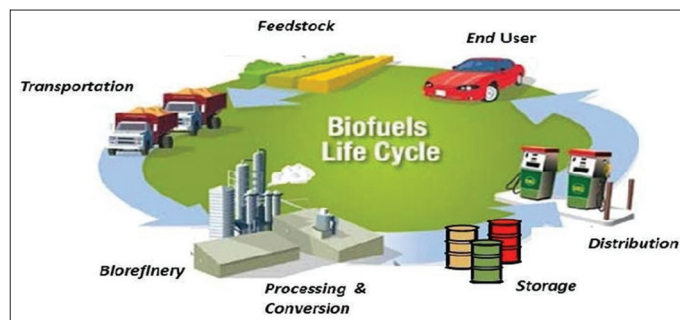 Feedstock
End User
Transportation
Biofuels
Life Cycle
Distribution
Biorefinery
Processing &
Conversion
Storage